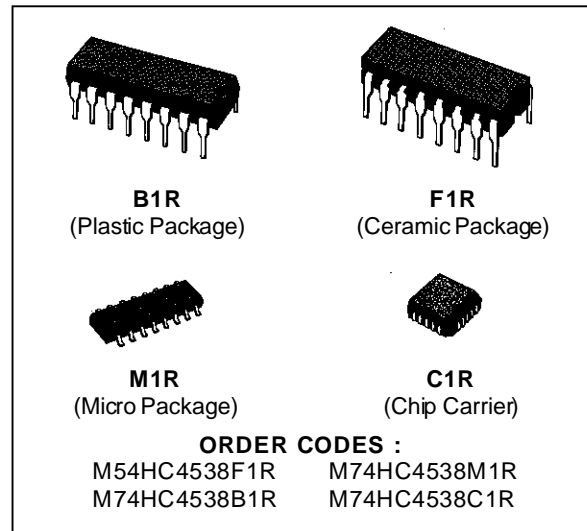 B1R
(Plastic Package)
F1R
(Ceramic Package)
M1R
(Micro Package)
C1R
(Chip Carrier)
ORDER CODES :
M54HC4538F1R M74HC4538M1R
M74HC4538B1R M74HC4538C1R